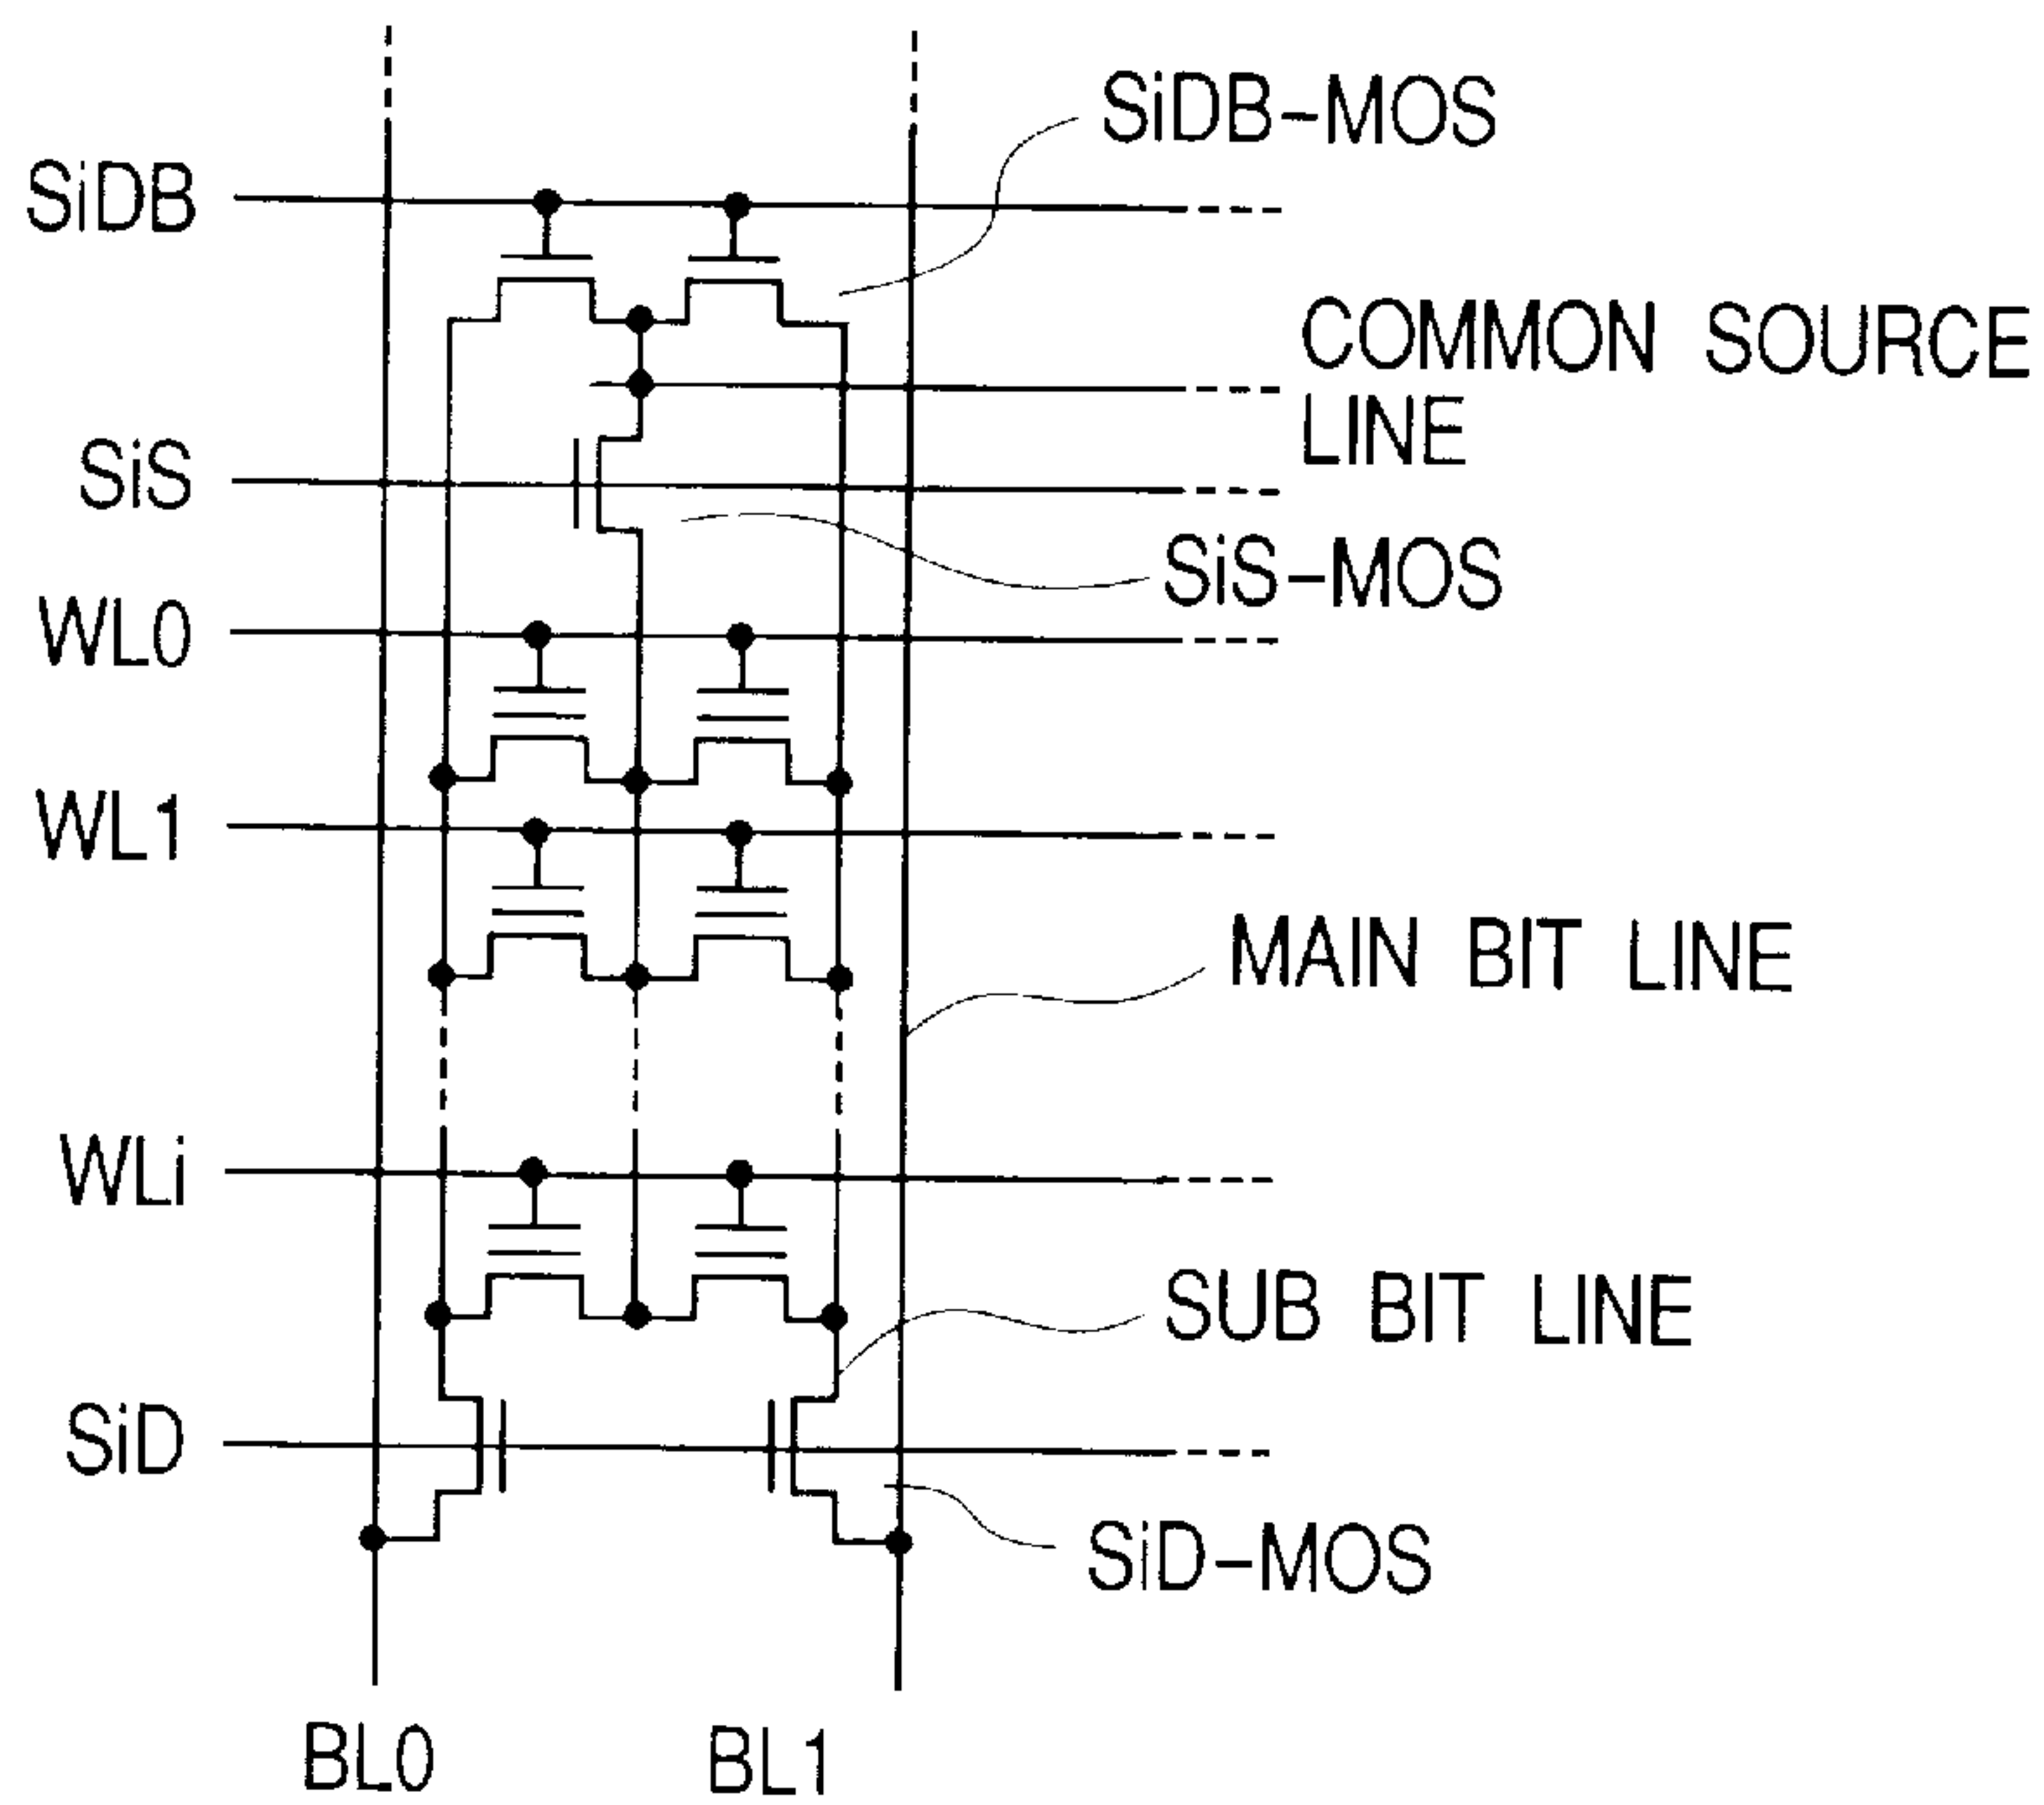 SiDB-MOS
SiDB
COMMON SOURCE
LINE
SiS
SiS-MOS
WL0
WL1
MAIN BIT LINE
WLi
SUB BIT LINE
SiD
SiD-MOS
BL0
BL1